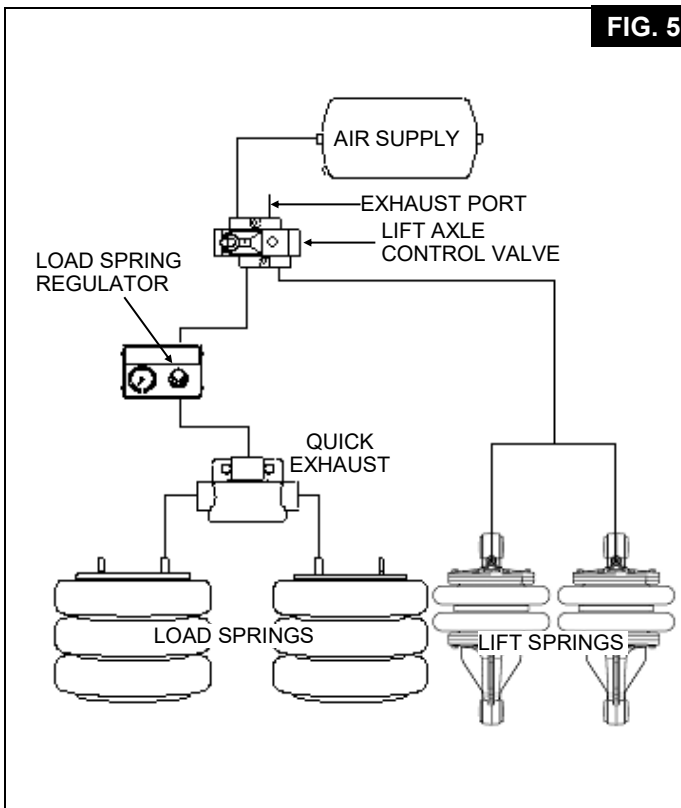 FIG. 5
AIR SUPPLY
EXHAUST PORT
LIFT AXLE
CONTROL VALVE
LOAD SPRING
REGULATOR
QUICK
EXHAUST
LOAD SPRINGS
LIFT SPRINGS